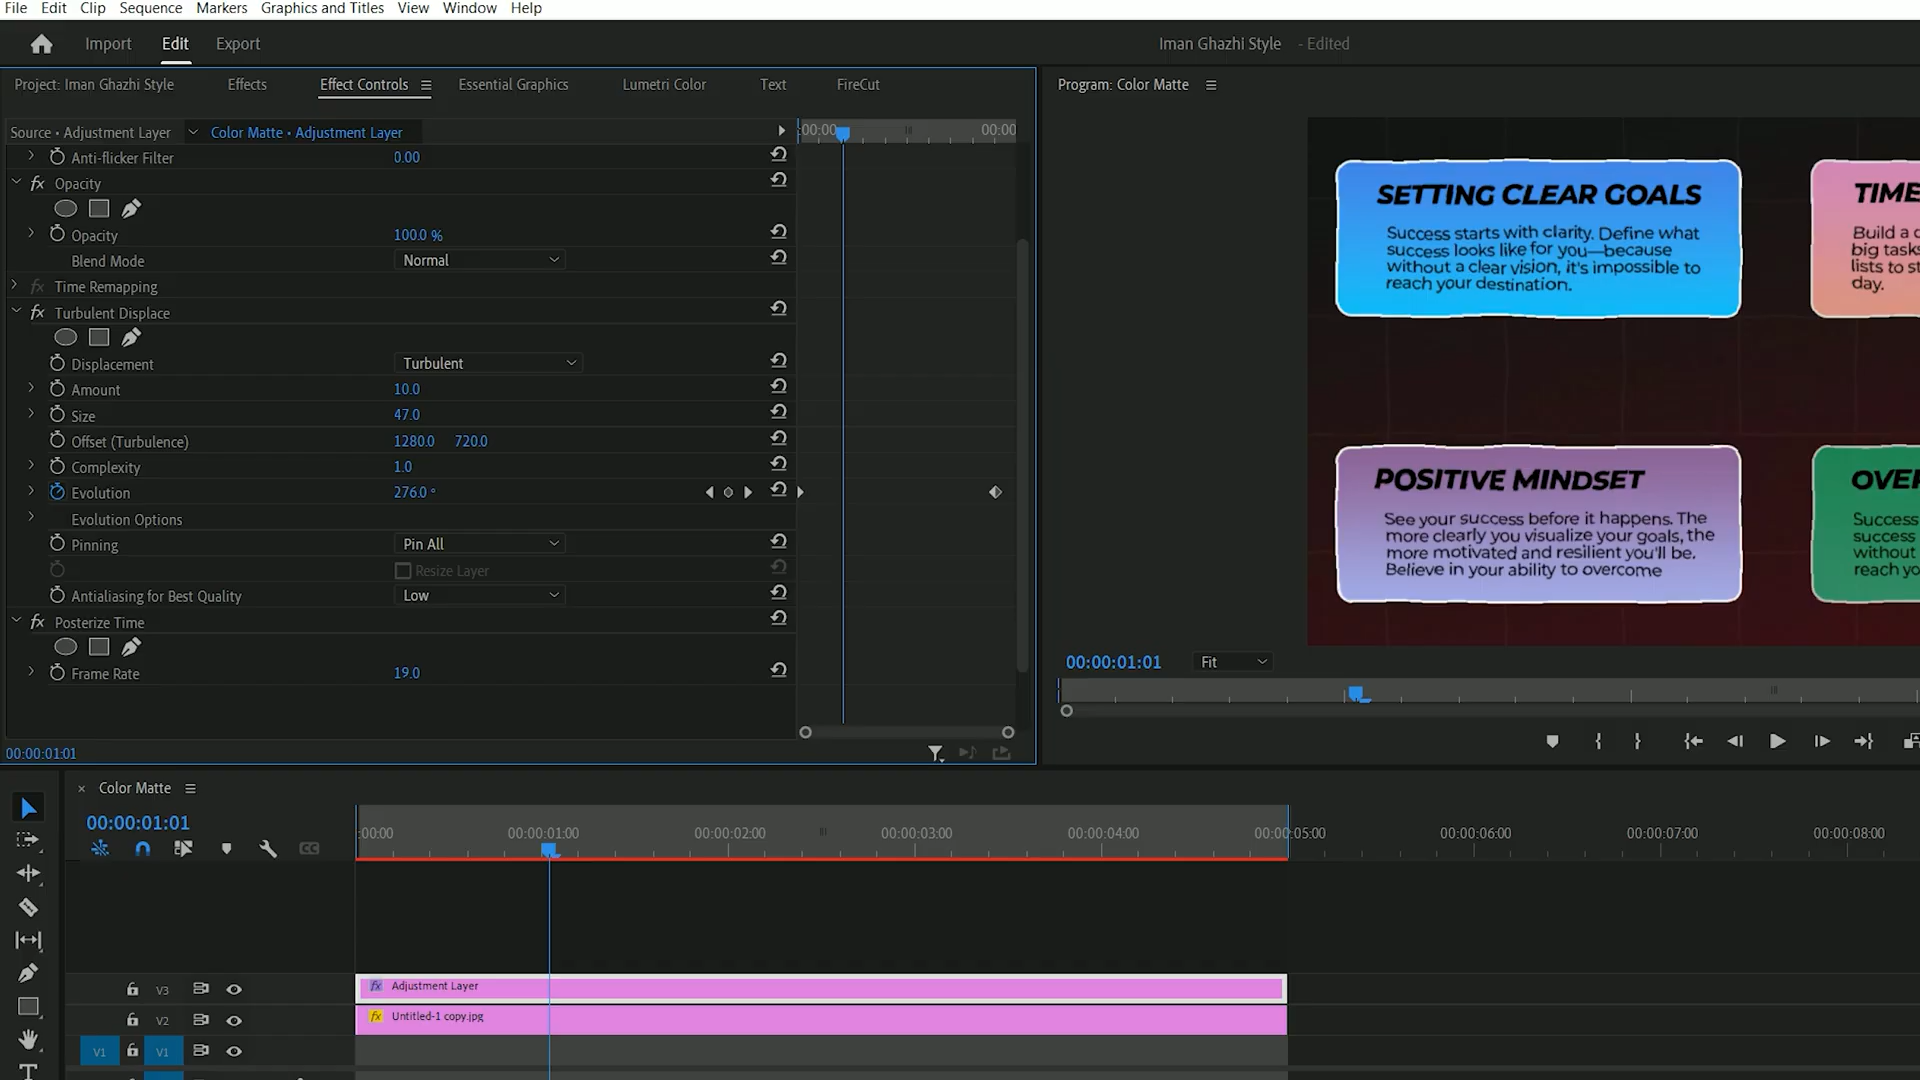 File Edit Clip Sequence Markers Graphics and Titles View Window Help
Import Edit Export
Iman Ghazhi Style - Edited
Project: Iman Ghazhi Style Effects Effect Controls Essential Graphics Lumetri Color Text FireCut
Source • Adjustment Layer Color Matte • Adjustment Layer
:00:00 00:00
Anti-flicker Filter 0.00
fx Opacity
Opacity 100.0 %
Blend Mode Normal
fx Time Remapping
fx Turbulent Displace
Displacement Turbulent
Amount 10.0
Size 47.0
Offset (Turbulence) 1280.0 720.0
Complexity 1.0
Evolution 276.0 °
Evolution Options
Pinning Pin All
Resize Layer
Antialiasing for Best Quality Low
fx Posterize Time
Frame Rate 19.0
00:00:01:01
Program: Color Matte
SETTING CLEAR GOALS
Success starts with clarity. Define what
success looks like for you—because
without a clear vision, it's impossible to
reach your destination.
TIME
Build a c
big tasks
lists to st
day.
POSITIVE MINDSET
See your success before it happens. The
more clearly you visualize your goals, the
more motivated and resilient you'll be.
Believe in your ability to overcome
OVER
Success
success
without
reach yo
00:00:01:01 Fit
Color Matte
00:00:01:01
:00:00 00:00:01:00 00:00:02:00 00:00:03:00 00:00:04:00 00:00:05:00 00:00:06:00 00:00:07:00 00:00:08:00
CC
V3 fx Adjustment Layer
V2 fx Untitled-1 copy.jpg
V1 V1